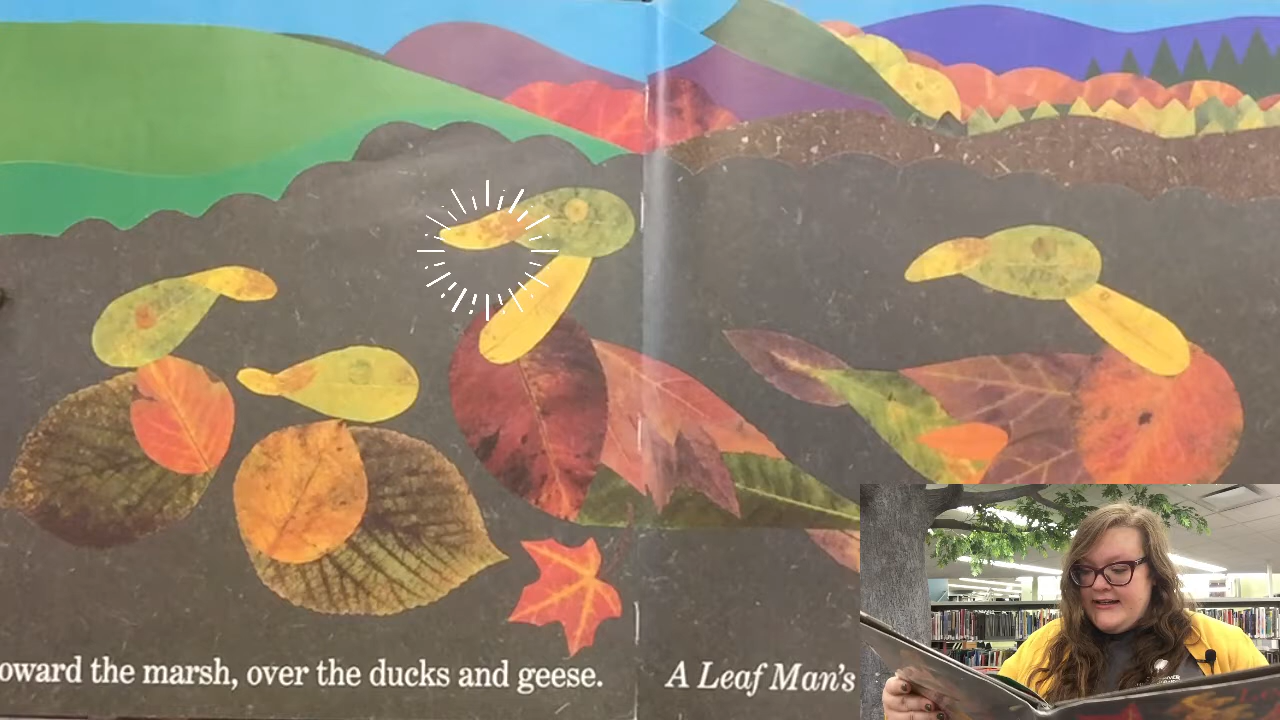 oward the marsh, over the ducks and geese.
A Leaf Man's